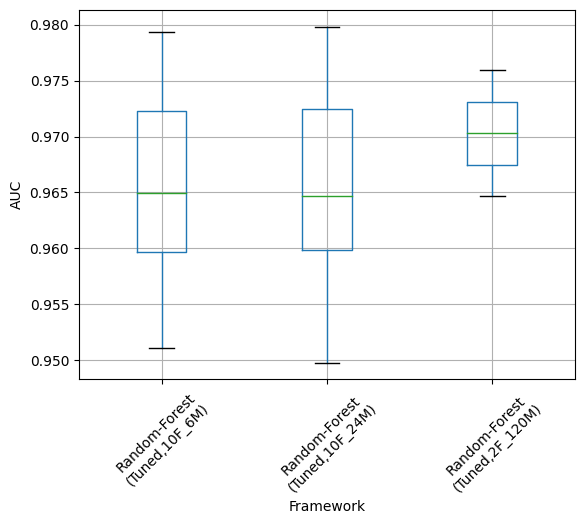 0.980
0.975
0.970
0.965
0.960
0.955
0.950
AUC
Random-Forest
(Tuned,10F_6M)
Random-Forest
(Tuned,10F_24M)
Random-Forest
(Tuned,2F_120M)
Framework